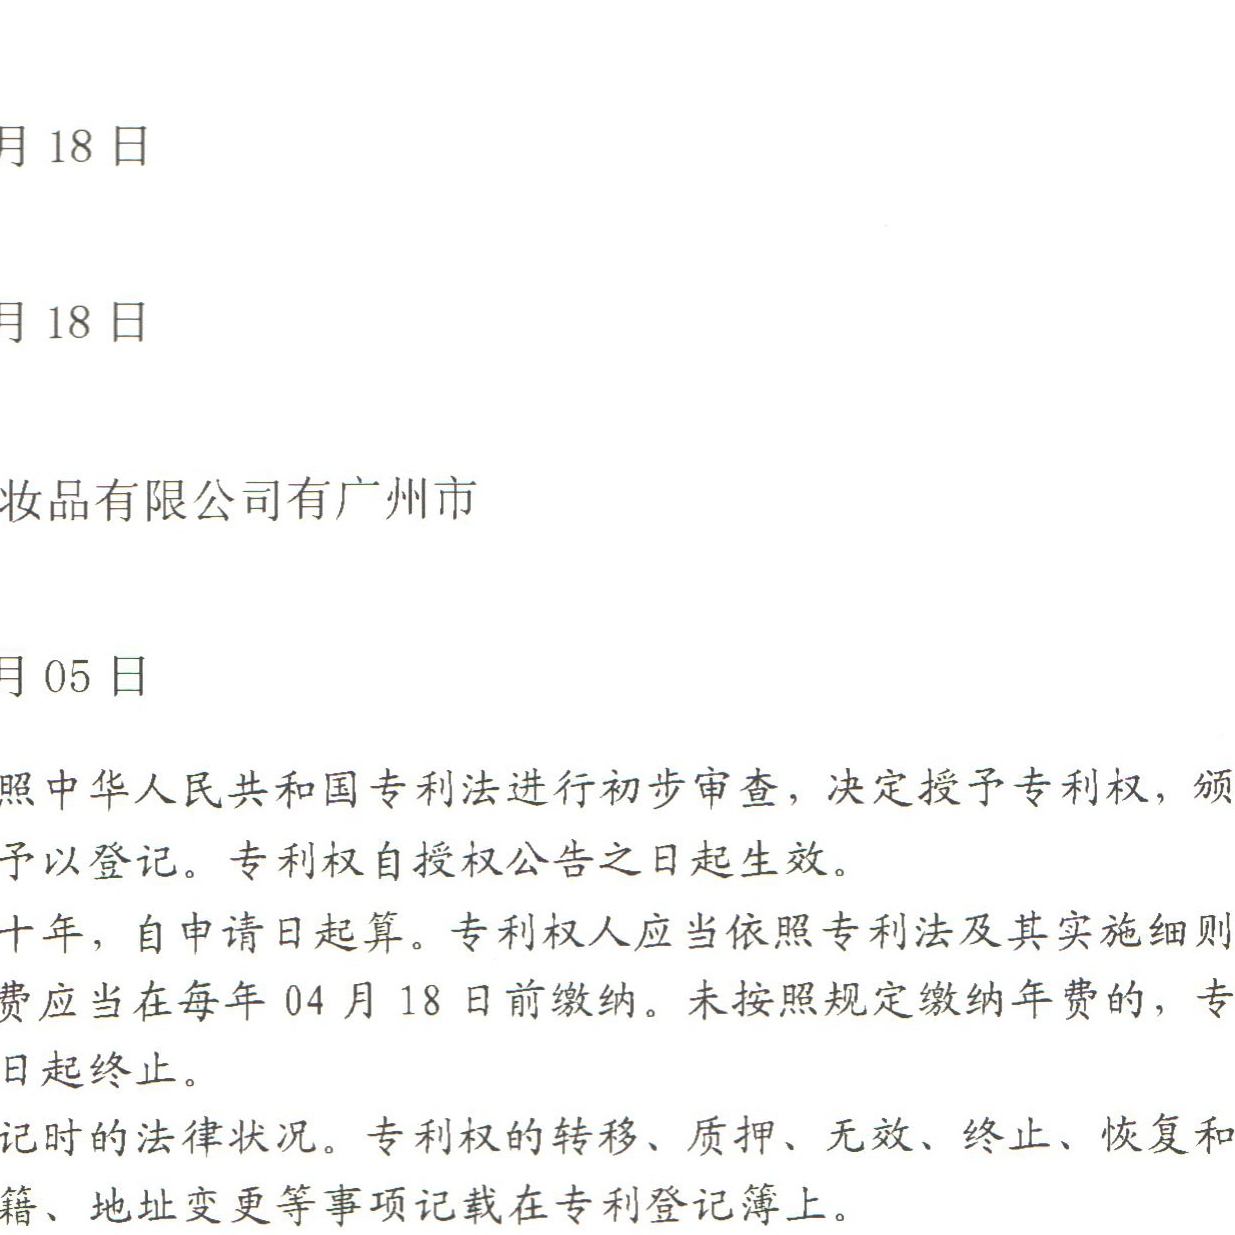 月 18 日
月 18 日
妆品有限公司有广州市
月 05 日
照中华人民共和国专利法进行初步审查，决定授予专利权，颁
予以登记。专利权自授权公告之日起生效。
十年，自申请日起算。专利权人应当依照专利法及其实施细则
费应当在每年 04 月 18 日前缴纳。未按照规定缴纳年费的，专
日起终止。
记时的法律状况。专利权的转移、质押、无效、终止、恢复和
籍、地址变更等事项记载在专利登记簿上。